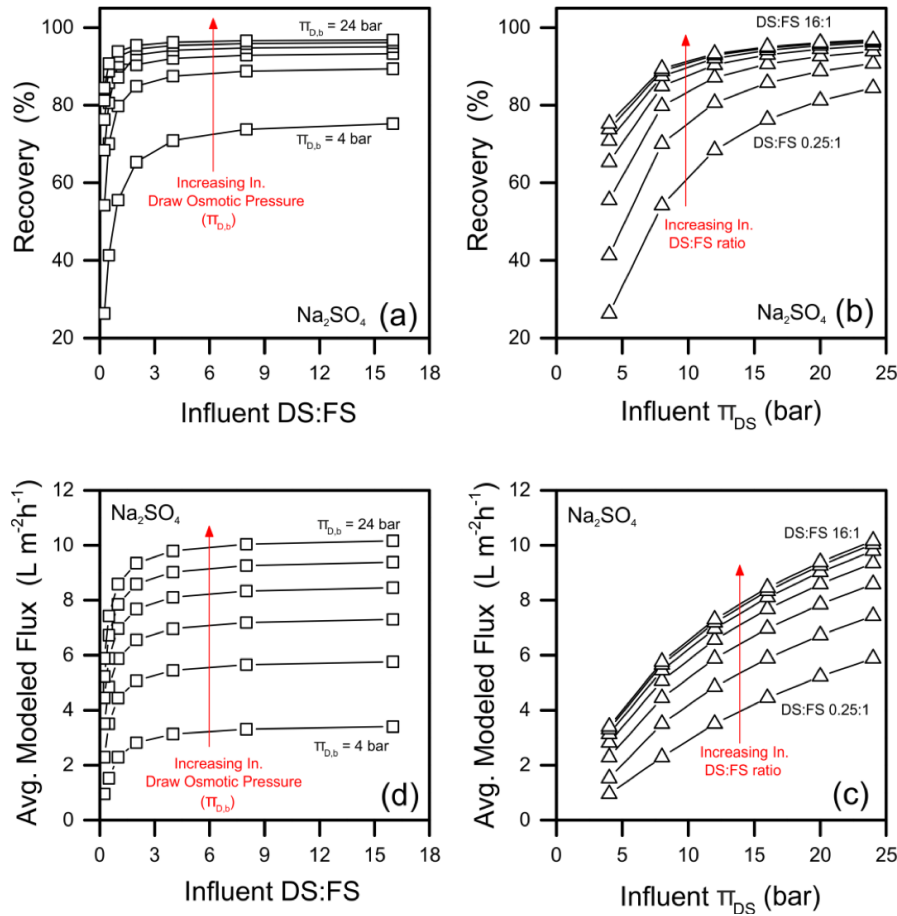 Recovery (%)
100
80
60
40
20
π_D,b = 24 bar
π_D,b = 4 bar
Increasing In.
Draw Osmotic Pressure
(π_D,b)
Na₂SO₄ (a)
0 3 6 9 12 15 18
Influent DS:FS
Recovery (%)
100
80
60
40
20
DS:FS 16:1
DS:FS 0.25:1
Increasing In.
DS:FS ratio
Na₂SO₄ (b)
0 5 10 15 20 25
Influent π_DS (bar)
Avg. Modeled Flux (L m⁻²h⁻¹)
12
10
8
6
4
2
0
Na₂SO₄
π_D,b = 24 bar
π_D,b = 4 bar
Increasing In.
Draw Osmotic Pressure
(π_D,b)
(d)
0 3 6 9 12 15 18
Influent DS:FS
Avg. Modeled Flux (L m⁻²h⁻¹)
12
10
8
6
4
2
0
Na₂SO₄
DS:FS 16:1
DS:FS 0.25:1
Increasing In.
DS:FS ratio
(c)
0 5 10 15 20 25
Influent π_DS (bar)